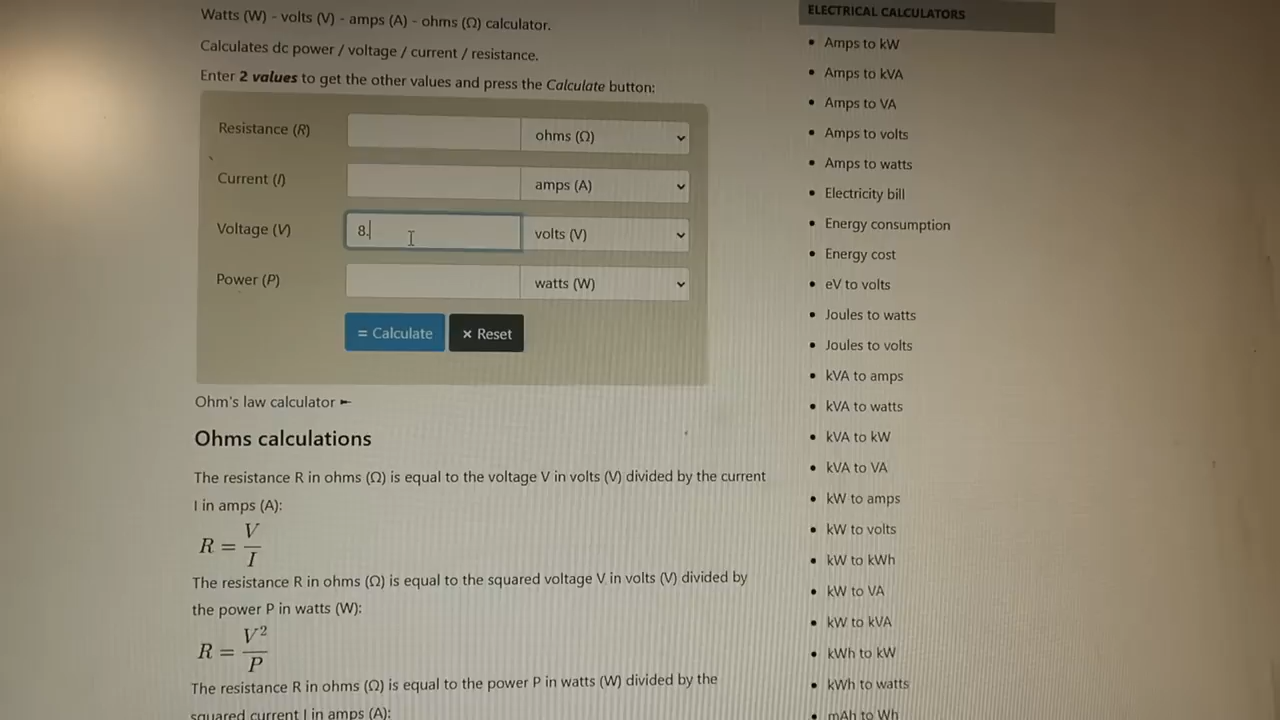 Watts (W) - volts (V) - amps (A) - ohms (Ω) calculator.
Calculates dc power / voltage / current / resistance.
Enter 2 values to get the other values and press the Calculate button:
Resistance (R)
ohms (Ω)
Current (I)
amps (A)
Voltage (V)
8.
volts (V)
Power (P)
watts (W)
= Calculate
× Reset
Ohm's law calculator ►
Ohms calculations
The resistance R in ohms (Ω) is equal to the voltage V in volts (V) divided by the current
I in amps (A):
R = V / I
The resistance R in ohms (Ω) is equal to the squared voltage V in volts (V) divided by
the power P in watts (W):
R = V² / P
The resistance R in ohms (Ω) is equal to the power P in watts (W) divided by the
squared current I in amps (A):
ELECTRICAL CALCULATORS
• Amps to kW
• Amps to kVA
• Amps to VA
• Amps to volts
• Amps to watts
• Electricity bill
• Energy consumption
• Energy cost
• eV to volts
• Joules to watts
• Joules to volts
• kVA to amps
• kVA to watts
• kVA to kW
• kVA to VA
• kW to amps
• kW to volts
• kW to kWh
• kW to VA
• kW to kVA
• kWh to kW
• kWh to watts
• mAh to Wh